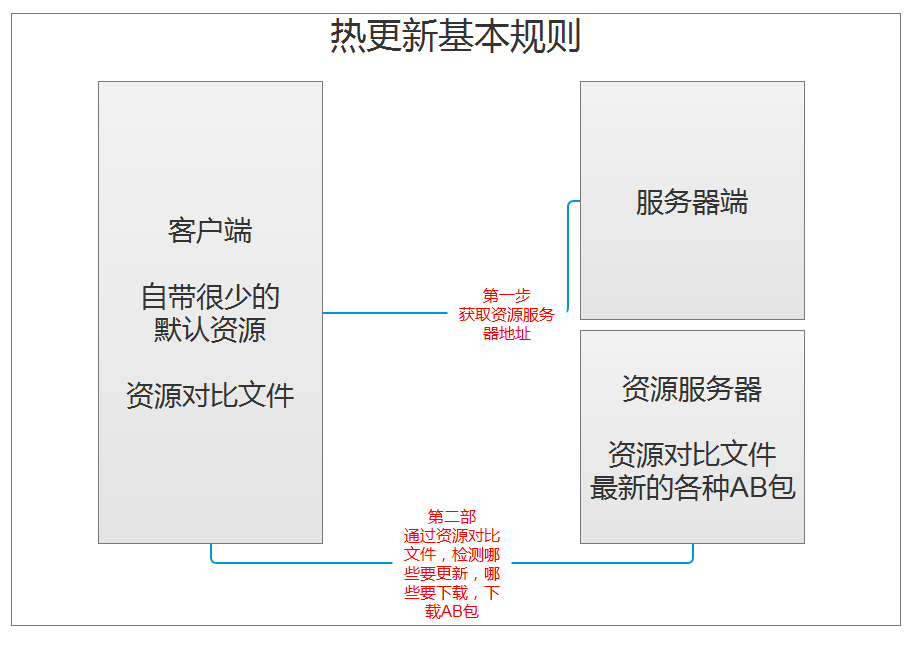 热更新基本规则
客户端
自带很少的
默认资源
资源对比文件
服务器端
第一步
获取资源服务
器地址
资源服务器
资源对比文件
最新的各种AB包
第二部
通过资源对比
文件，检测哪
些要更新，哪
些要下载，下
载AB包